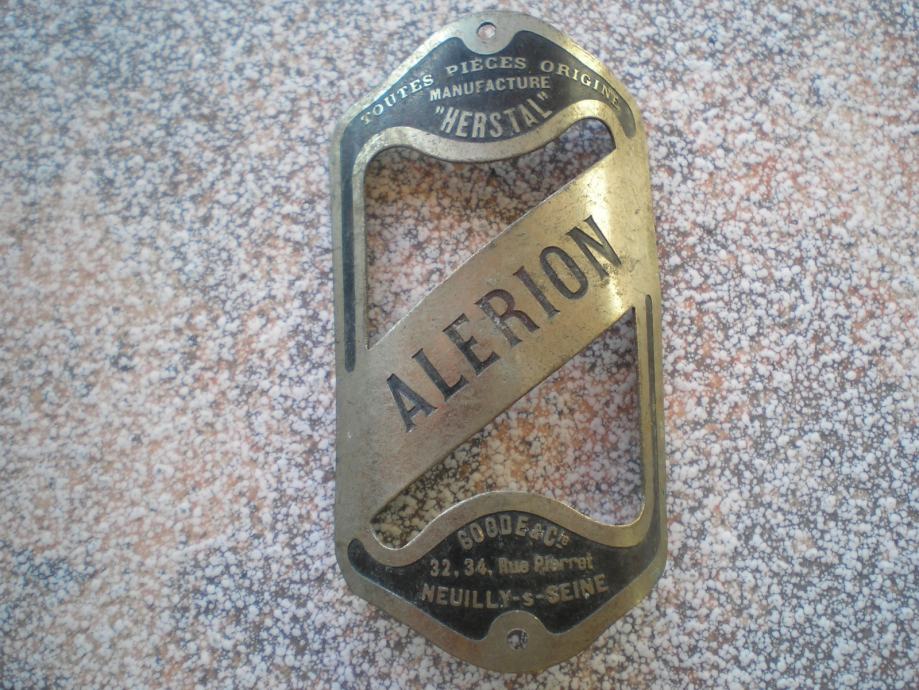 TOUTES PIÈCES ORIGINE
MANUFACTURE
"HERSTAL"
ALERION
GOODE & Cie
32, 34, Rue Pierret
NEUILLY-s-SEINE